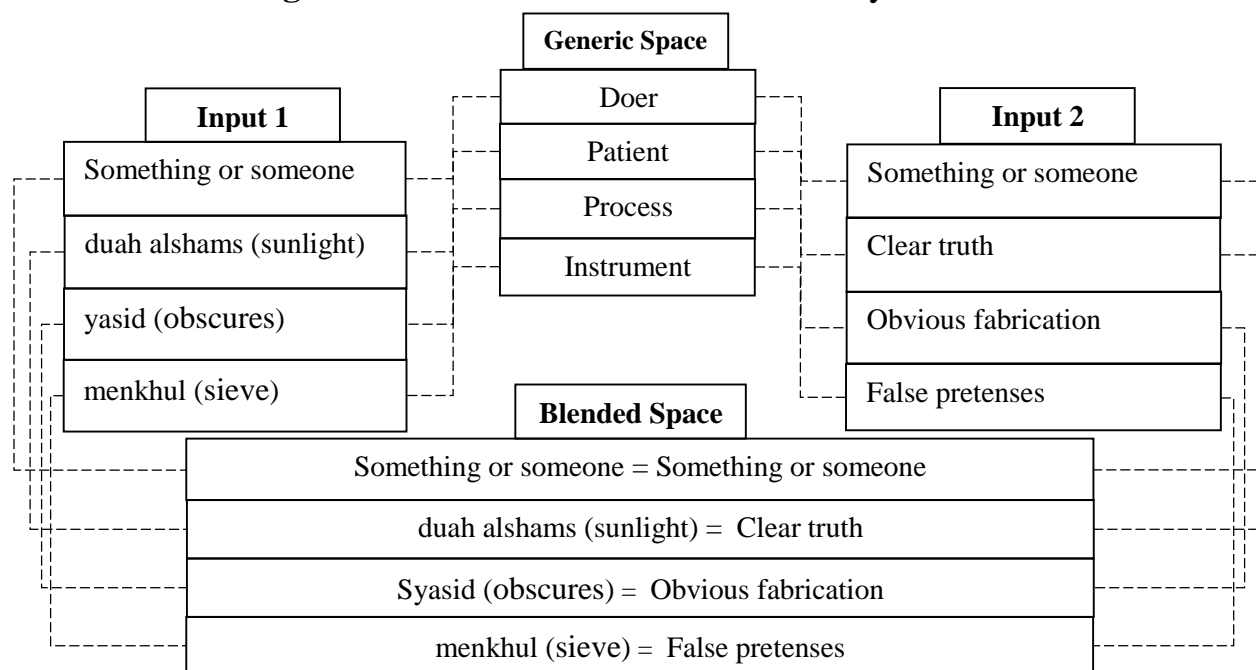 Generic Space
Doer
Patient
Process
Instrument
Input 1
Something or someone
duah alshams (sunlight)
yasid (obscures)
menkhul (sieve)
Input 2
Something or someone
Clear truth
Obvious fabrication
False pretenses
Blended Space
Something or someone = Something or someone
duah alshams (sunlight) = Clear truth
Syasid (obscures) = Obvious fabrication
menkhul (sieve) = False pretenses